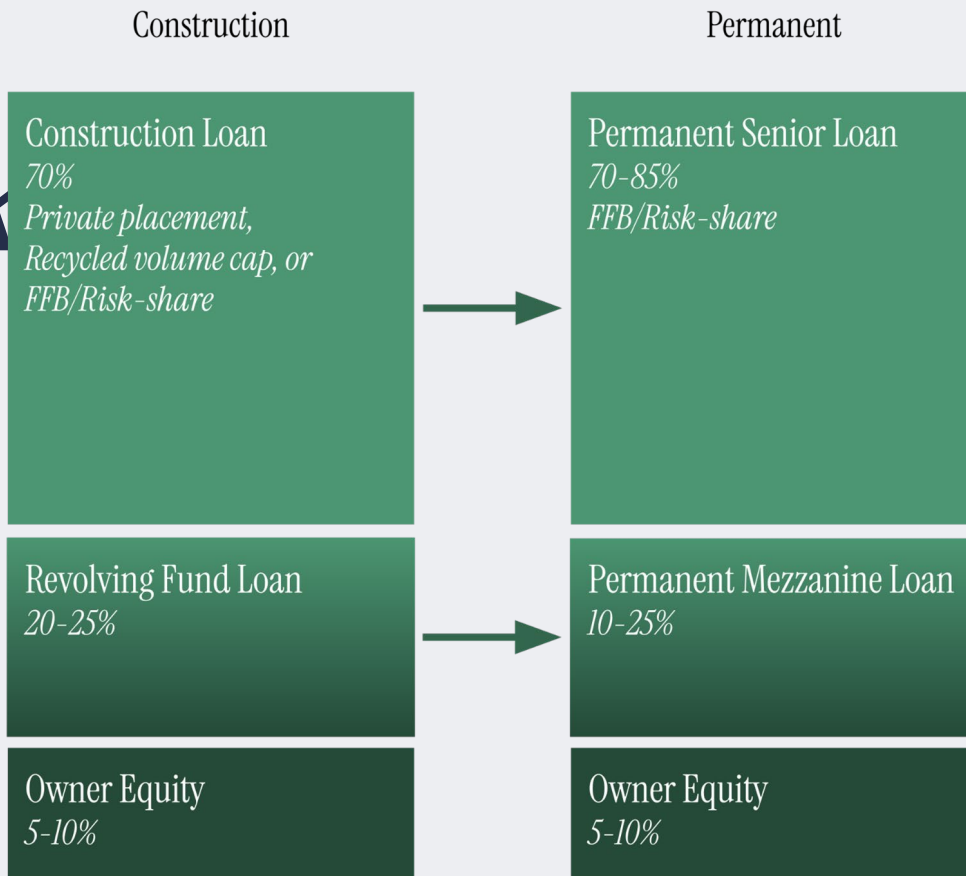 Construction
Permanent
Construction Loan
70%
Private placement,
Recycled volume cap, or
FFB/Risk-share
Permanent Senior Loan
70-85%
FFB/Risk-share
Revolving Fund Loan
20-25%
Permanent Mezzanine Loan
10-25%
Owner Equity
5-10%
Owner Equity
5-10%